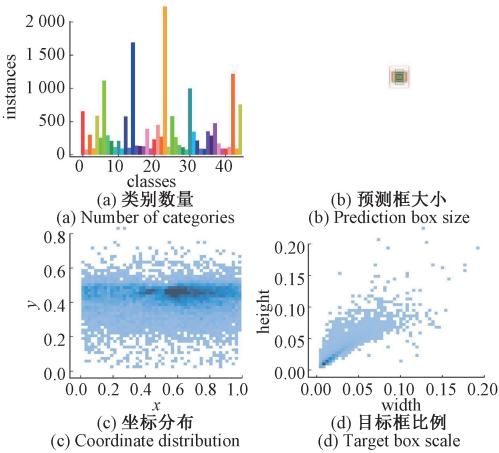 2 000
1 500
1 000
500
0
instances
0 10 20 30 40
classes
(a) 类别数量
(a) Number of categories
(b) 预测框大小
(b) Prediction box size
0.8
0.6
0.4
0.2
0.0
y
0.0 0.2 0.4 0.6 0.8 1.0
x
(c) 坐标分布
(c) Coordinate distribution
0.20
0.15
0.10
0.05
0.00
height
0.00 0.05 0.10 0.15 0.20
width
(d) 目标框比例
(d) Target box scale